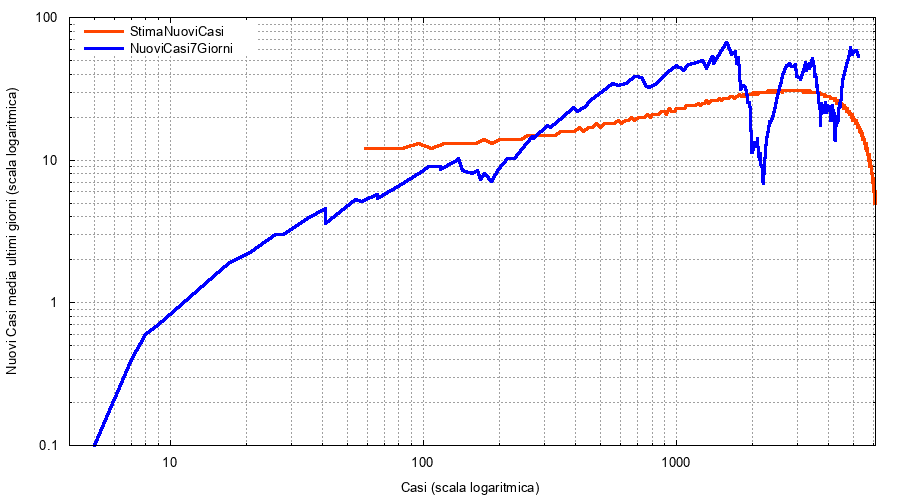 100
10
1
0.1
Nuovi Casi media ultimi giorni (scala logaritmica)
StimaNuoviCasi
NuoviCasi7Giorni
10
100
1000
Casi (scala logaritmica)